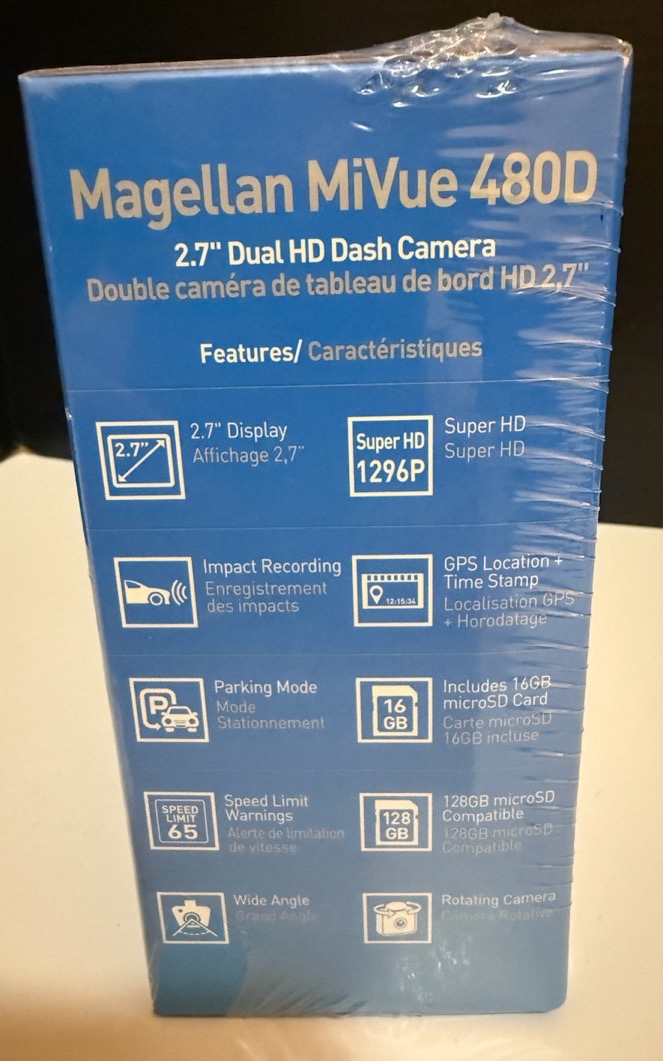 Magellan MiVue 480D
2.7" Dual HD Dash Camera
Double caméra de tableau de bord HD 2,7"
Features/ Caractéristiques
2.7"
2.7" Display
Affichage 2,7"
Super HD
1296P
Super HD
Super HD
Impact Recording
Enregistrement
des impacts
12:15:34
GPS Location +
Time Stamp
Localisation GPS
+ Horodatage
P
Parking Mode
Mode
Stationnement
16
GB
Includes 16GB
microSD Card
Carte microSD
16GB incluse
SPEED
LIMIT
65
Speed Limit
Warnings
Alerte de limitation
de vitesse
128
GB
128GB microSD
Compatible
128GB microSD
Compatible
Wide Angle
Grand Angle
Rotating Camera
Caméra Rotative